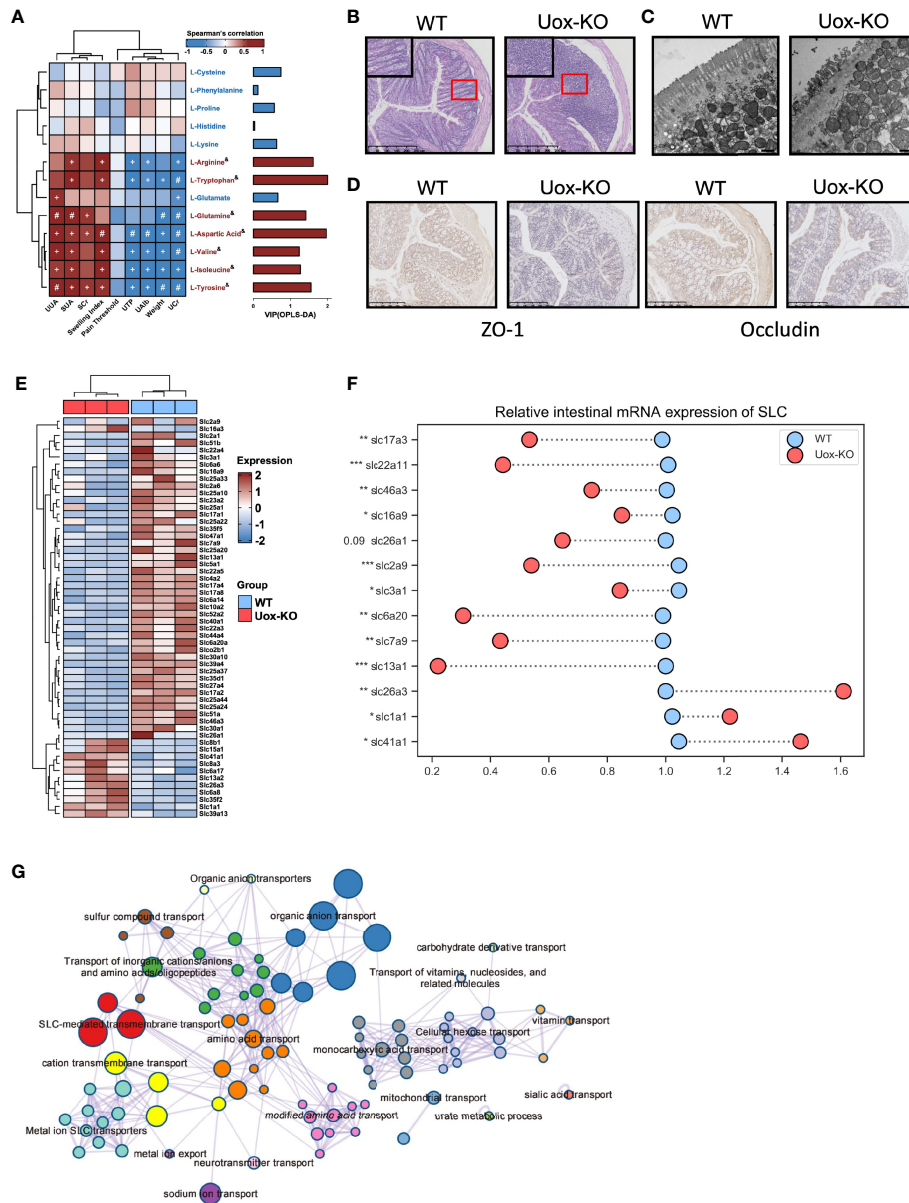 A
Spearman's correlation
-1 -0.5 0 0.5 1
L-Cysteine
L-Phenylalanine
L-Proline
L-Histidine
L-Lysine
L-Arginine&
L-Tryptophan&
L-Glutamate
L-Glutamine&
L-Aspartic Acid&
L-Valine&
L-Isoleucine&
L-Tyrosine&
+ + + + + +
+ + + + + #
+ +
# # + # #
+ + + # # # + #
+ + + + + + #
+ + + + + + +
# + + # + + # #
UUA
SUA
SCr
Swelling Index
Pain Threshold
UTP
UAlb
Weight
UCr
0 1 2
VIP(OPLS-DA)
B
WT
Uox-KO
C
WT
Uox-KO
D
WT
Uox-KO
WT
Uox-KO
ZO-1
Occludin
E
Slc2a9
Slc16a3
Slc2a1
Slc51b
Slc22a4
Slc3a1
Slc6a6
Slc16a9
Slc25a33
Slc2a6
Slc25a10
Slc23a2
Slc25a1
Slc17a1
Slc25a22
Slc35f5
Slc47a1
Slc7a9
Slc25a20
Slc13a1
Slc5a1
Slc22a5
Slc4a2
Slc17a4
Slc17a8
Slc6a14
Slc10a2
Slc52a2
Slc40a1
Slc22a3
Slc44a4
Slc6a20a
Slco2b1
Slc30a10
Slc39a4
Slc25a37
Slc35d1
Slc27a4
Slc17a2
Slc25a44
Slc25a24
Slc51a
Slc46a3
Slc30a1
Slc26a1
Slc8b1
Slc15a1
Slc41a1
Slc8a3
Slc6a17
Slc13a2
Slc26a3
Slc6a8
Slc35f2
Slc1a1
Slc39a13
Expression
2
1
0
-1
-2
Group
WT
Uox-KO
F
Relative intestinal mRNA expression of SLC
WT
Uox-KO
** slc17a3
*** slc22a11
** slc46a3
* slc16a9
0.09 slc26a1
*** slc2a9
* slc3a1
** slc6a20
** slc7a9
*** slc13a1
** slc26a3
* slc1a1
* slc41a1
0.2 0.4 0.6 0.8 1.0 1.2 1.4 1.6
G
Organic anion transporters
sulfur compound transport
organic anion transport
carbohydrate derivative transport
Transport of inorganic cations/anions
and amino acids/oligopeptides
Transport of vitamins, nucleosides, and
related molecules
SLC-mediated transmembrane transport
amino acid transport
Cellular hexose transport
vitamin transport
monocarboxylic acid transport
cation transmembrane transport
mitochondrial transport
sialic acid transport
modified amino acid transport
urate metabolic process
Metal ion SLC transporters
metal ion export
neurotransmitter transport
sodium ion transport